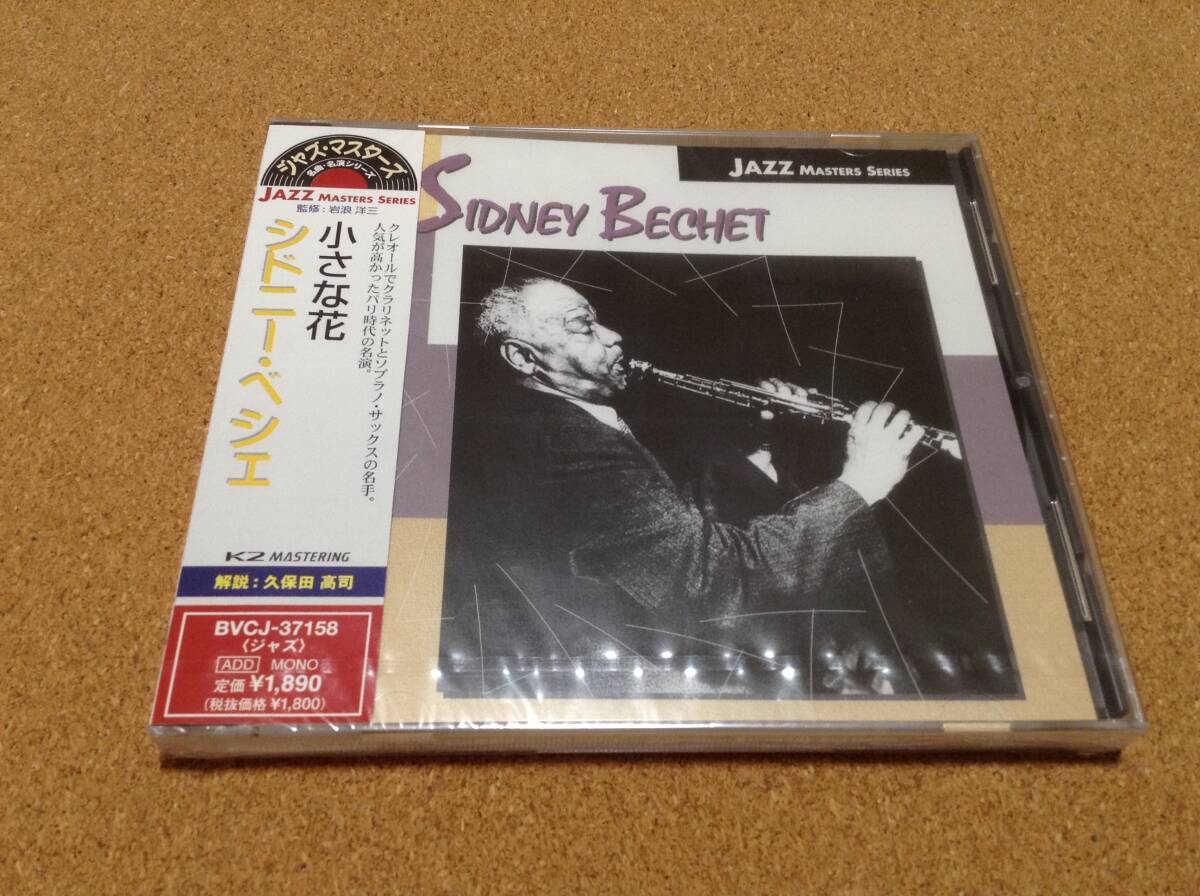 ジャズ・マスターズ
名曲・名演シリーズ
JAZZ MASTERS SERIES
監修：岩浪 洋三
クレオールでクラリネットとソプラノ・サックスの名手。
人気が高かったパリ時代の名演。
小さな花
シドニー・ベシエ
K2 MASTERING
解説：久保田 高司
BVCJ-37158
〈ジャズ〉
ADD MONO
定価 ¥1,890
(税抜価格 ¥1,800)
JAZZ MASTERS SERIES
SIDNEY BECHET